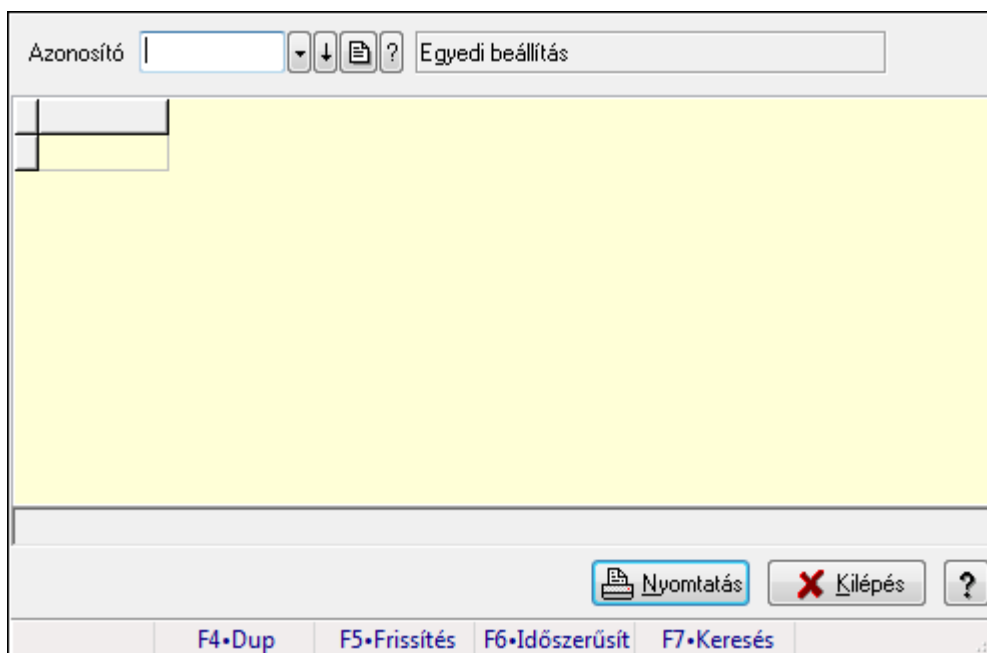 Azonosító ? Egyedi beállítás
Nyomtatás Kilépés ?
F4•Dup F5•Frissítés F6•Időszerűsít F7•Keresés